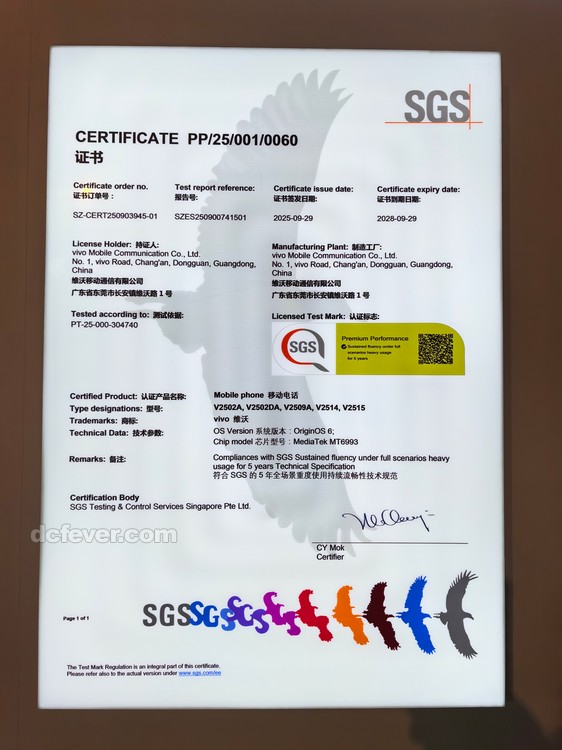 SGS
CERTIFICATE PP/25/001/0060
证书
Certificate order no.
证书订单号：
SZ-CERT250903945-01
Test report reference:
报告号:
SZES250900741501
Certificate issue date:
证书签发日期:
2025-09-29
Certificate expiry date:
证书到期日期:
2028-09-29
License Holder: 持证人:
vivo Mobile Communication Co., Ltd.
No. 1, vivo Road, Chang'an, Dongguan, Guangdong,
China
维沃移动通信有限公司
广东省东莞市长安镇维沃路 1 号
Manufacturing Plant: 制造工厂:
vivo Mobile Communication Co., Ltd.
No. 1, vivo Road, Chang'an, Dongguan, Guangdong,
China
维沃移动通信有限公司
广东省东莞市长安镇维沃路 1 号
Tested according to: 测试依据:
PT-25-000-304740
Licensed Test Mark: 认证标志:
SGS
Premium Performance
Sustained fluency under full
scenarios heavy usage
for 5 years
Certified Product: 认证产品名称: Mobile phone 移动电话
Type designations: 型号: V2502A, V2502DA, V2509A, V2514, V2515
Trademarks: 商标: vivo 维沃
Technical Data: 技术参数: OS Version 系统版本：OriginOS 6;
Chip model 芯片型号：MediaTek MT6993
Remarks: 备注: Compliances with SGS Sustained fluency under full scenarios heavy
usage for 5 years Technical Specification
符合 SGS 的 5 年全场景重度使用持续流畅性技术规范
Certification Body
SGS Testing & Control Services Singapore Pte Ltd.
dcfever.com
CY Mok
Certifier
Page 1 of 1
SGS SGS SGS SGS
The Test Mark Regulation is an integral part of this certificate.
Please refer also to the actual version under www.sgs.com/ee